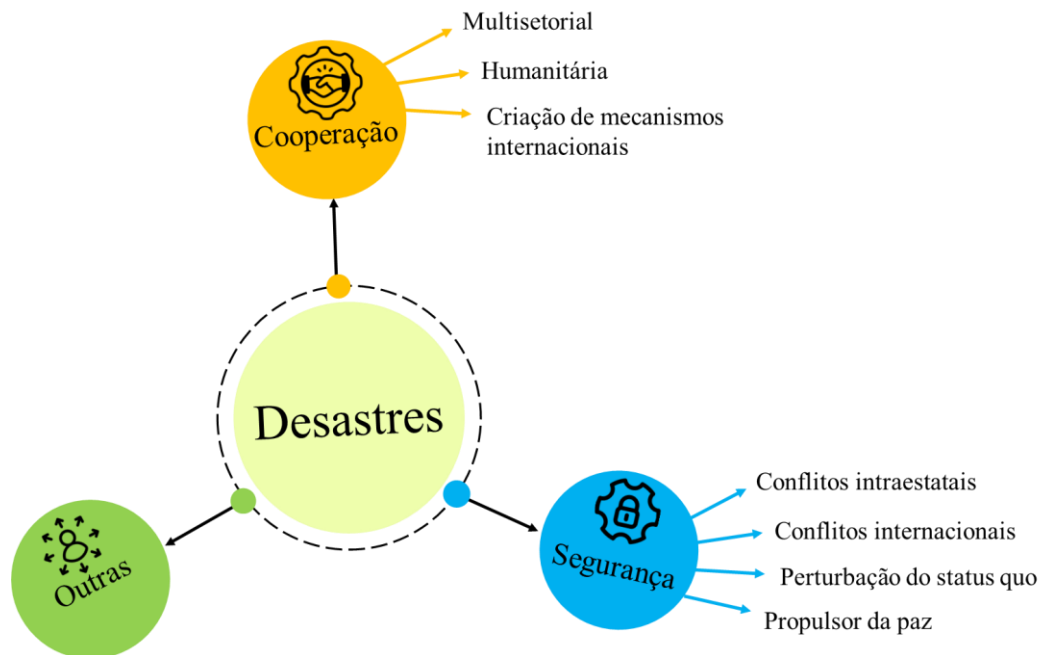 Multisetorial
Humanitária
Criação de mecanismos
internacionais
Cooperação
Desastres
Conflitos intraestatais
Conflitos internacionais
Perturbação do status quo
Propulsor da paz
Segurança
Outras